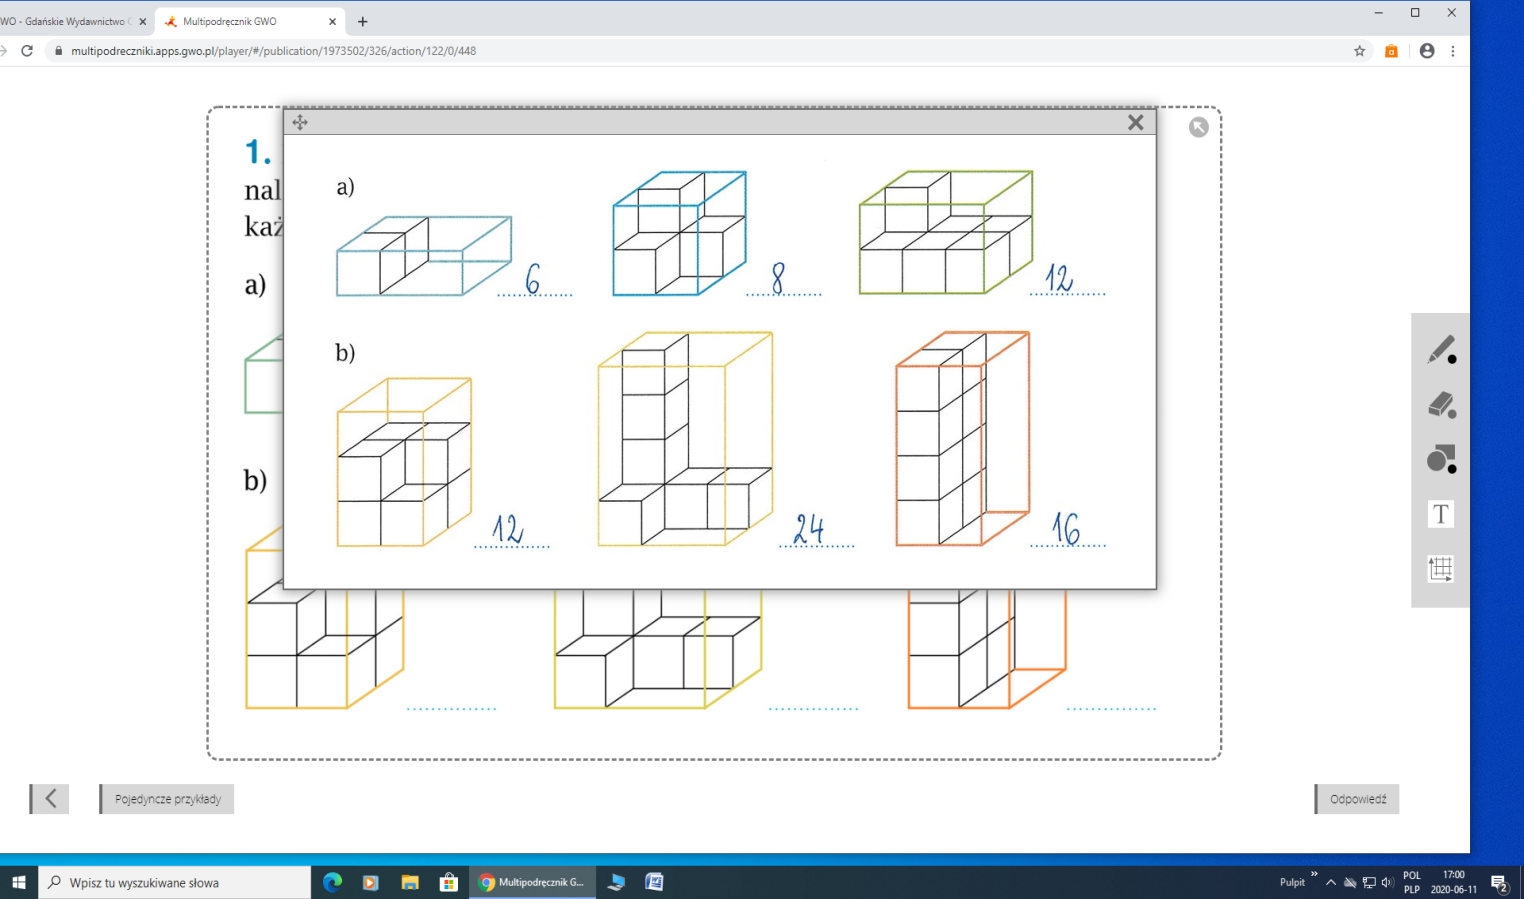 WO - Gdańskie Wydawnictwo
Multipodręcznik GWO
multipodreczniki.apps.gwo.pl/player/#/publication/1973502/326/action/122/0/448
1.
nal
każ
a)
b)
a)
6
8
12
b)
12
24
16
T
Pojedyncze przykłady
Odpowiedź
Wpisz tu wyszukiwane słowa
Multipodręcznik G...
Pulpit
POL
PLP
17:00
2020-06-11
2